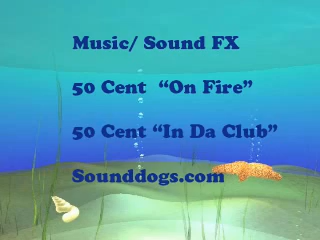 Music/ Sound FX
50 Cent “On Fire”
50 Cent “In Da Club”
Sounddogs.com